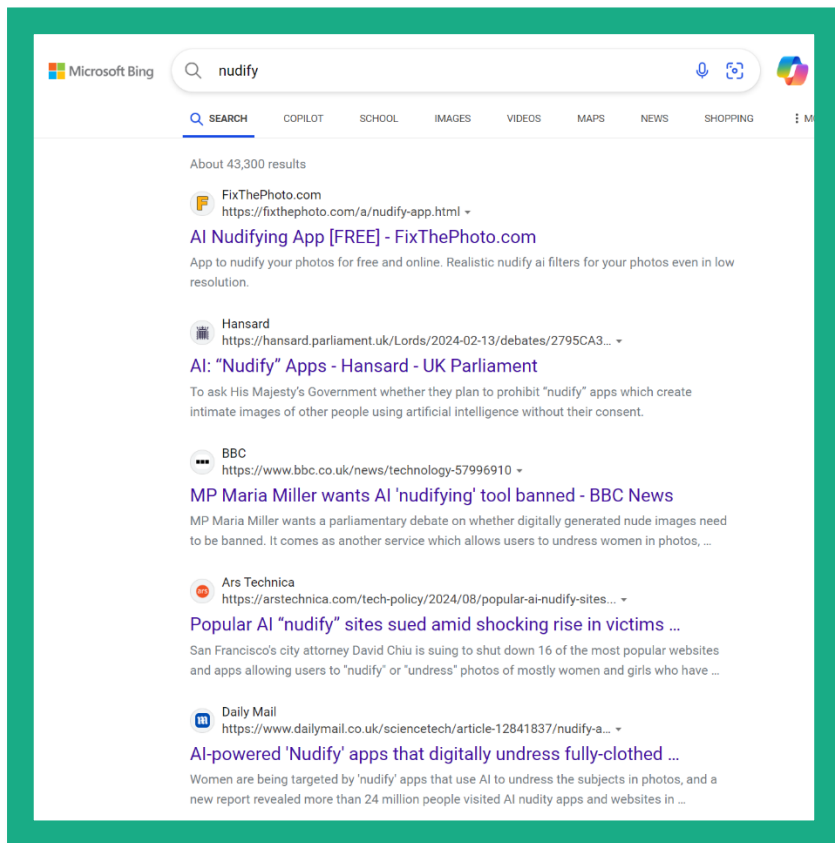 Microsoft Bing
nudify
SEARCH COPILOT SCHOOL IMAGES VIDEOS MAPS NEWS SHOPPING
About 43,300 results
FixThePhoto.com
https://fixthephoto.com/a/nudify-app.html
AI Nudifying App [FREE] - FixThePhoto.com
App to nudify your photos for free and online. Realistic nudify ai filters for your photos even in low
resolution.
Hansard
https://hansard.parliament.uk/Lords/2024-02-13/debates/2795CA3...
AI: “Nudify” Apps - Hansard - UK Parliament
To ask His Majesty's Government whether they plan to prohibit “nudify” apps which create
intimate images of other people using artificial intelligence without their consent.
BBC
https://www.bbc.co.uk/news/technology-57996910
MP Maria Miller wants AI 'nudifying' tool banned - BBC News
MP Maria Miller wants a parliamentary debate on whether digitally generated nude images need
to be banned. It comes as another service which allows users to undress women in photos, ...
ars
Ars Technica
https://arstechnica.com/tech-policy/2024/08/popular-ai-nudify-sites...
Popular AI “nudify” sites sued amid shocking rise in victims ...
San Francisco's city attorney David Chiu is suing to shut down 16 of the most popular websites
and apps allowing users to "nudify" or "undress" photos of mostly women and girls who have ...
Daily Mail
https://www.dailymail.co.uk/sciencetech/article-12841837/nudify-a...
AI-powered 'Nudify' apps that digitally undress fully-clothed ...
Women are being targeted by 'nudify' apps that use AI to undress the subjects in photos, and a
new report revealed more than 24 million people visited AI nudity apps and websites in ...